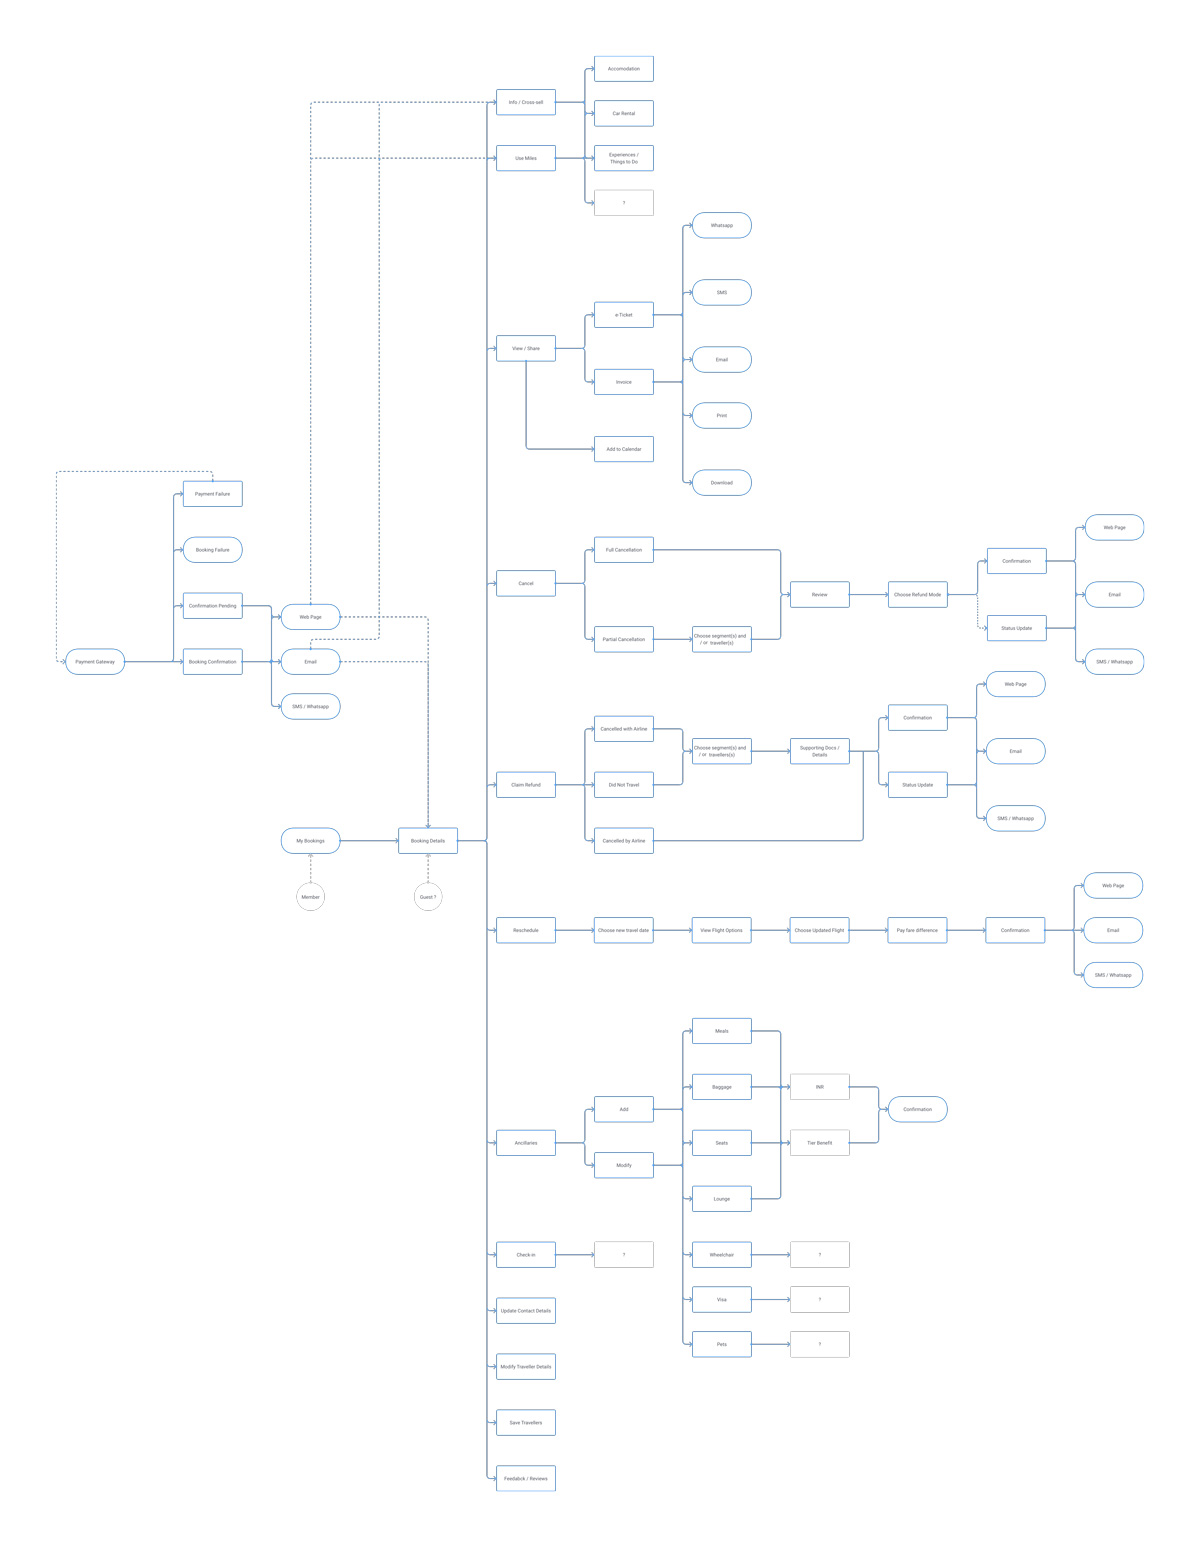 Accomodation
Info / Cross-sell
Car Rental
Use Miles
Experiences /
Things to Do
?
Whatsapp
SMS
e-Ticket
View / Share
Email
Invoice
Print
Add to Calendar
Download
Payment Failure
Booking Failure
Confirmation Pending
Web Page
Payment Gateway
Booking Confirmation
Email
SMS / Whatsapp
My Bookings
Booking Details
Member
Guest ?
Full Cancellation
Cancel
Partial Cancellation
Choose segment(s) and
/ or traveller(s)
Review
Choose Refund Mode
Confirmation
Status Update
Web Page
Email
SMS / Whatsapp
Cancelled with Airline
Claim Refund
Did Not Travel
Cancelled by Airline
Choose segment(s) and
/ or travellers(s)
Supporting Docs /
Details
Confirmation
Status Update
Web Page
Email
SMS / Whatsapp
Reschedule
Choose new travel date
View Flight Options
Choose Updated Flight
Pay fare difference
Confirmation
Web Page
Email
SMS / Whatsapp
Ancillaries
Add
Modify
Meals
Baggage
Seats
Lounge
Wheelchair
Visa
Pets
INR
Tier Benefit
Confirmation
?
?
?
Check-in
?
Update Contact Details
Modify Traveller Details
Save Travellers
Feedabck / Reviews